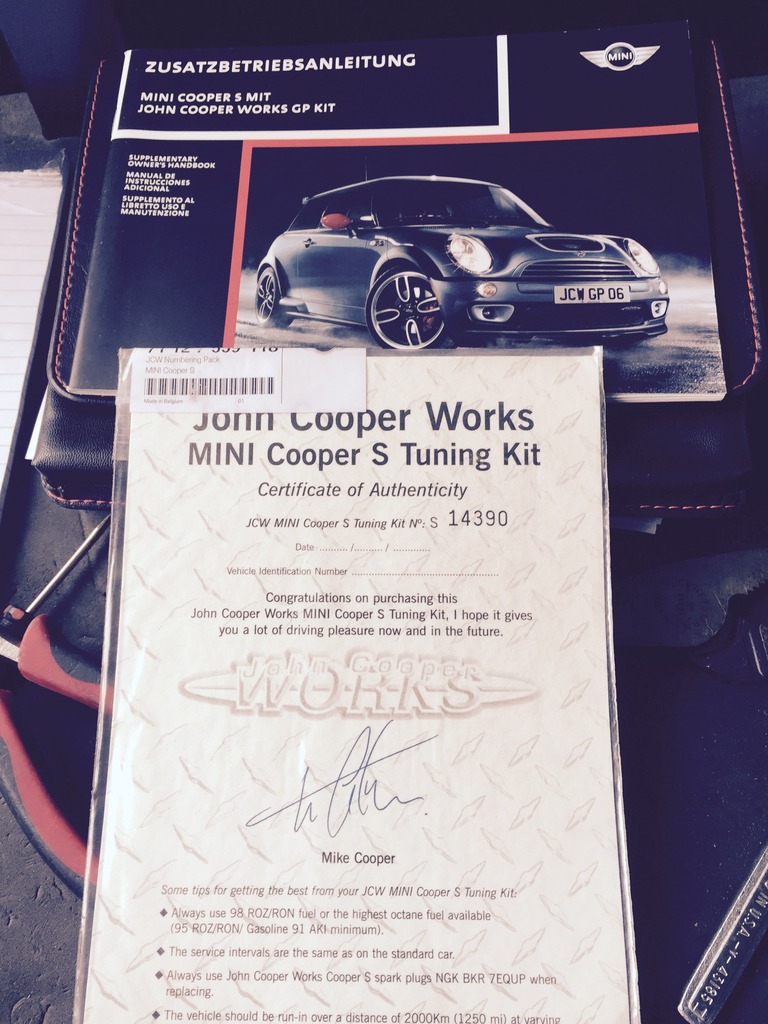 ZUSATZBETRIEBSANLEITUNG
MINI COOPER S MIT
JOHN COOPER WORKS GP KIT
MINI
SUPPLEMENTARY
OWNER'S HANDBOOK
MANUAL DE
INSTRUCCIONES
ADICIONAL
SUPPLEMENTO AL
LIBRETTO USO E
MANUTENZIONE
JCW GP 06
JCW Numbering Pack
MINI Cooper S
Made in Belgium 01
John Cooper Works
MINI Cooper S Tuning Kit
Certificate of Authenticity
JCW MINI Cooper S Tuning Kit Nº: S 14390
Date .......... /.......... / .............
Vehicle Identification Number ....................................................
Congratulations on purchasing this
John Cooper Works MINI Cooper S Tuning Kit, I hope it gives
you a lot of driving pleasure now and in the future.
John Cooper
WORKS
Mike Cooper
Some tips for getting the best from your JCW MINI Cooper S Tuning Kit:
◆ Always use 98 ROZ/RON fuel or the highest octane fuel available
(95 ROZ/RON/ Gasoline 91 AKI minimum).
◆ The service intervals are the same as on the standard car.
◆ Always use John Cooper Works Cooper S spark plugs NGK BKR 7EQUP when
replacing.
◆ The vehicle should be run-in over a distance of 2000Km (1250 mi) at varying
IN U.S.A.